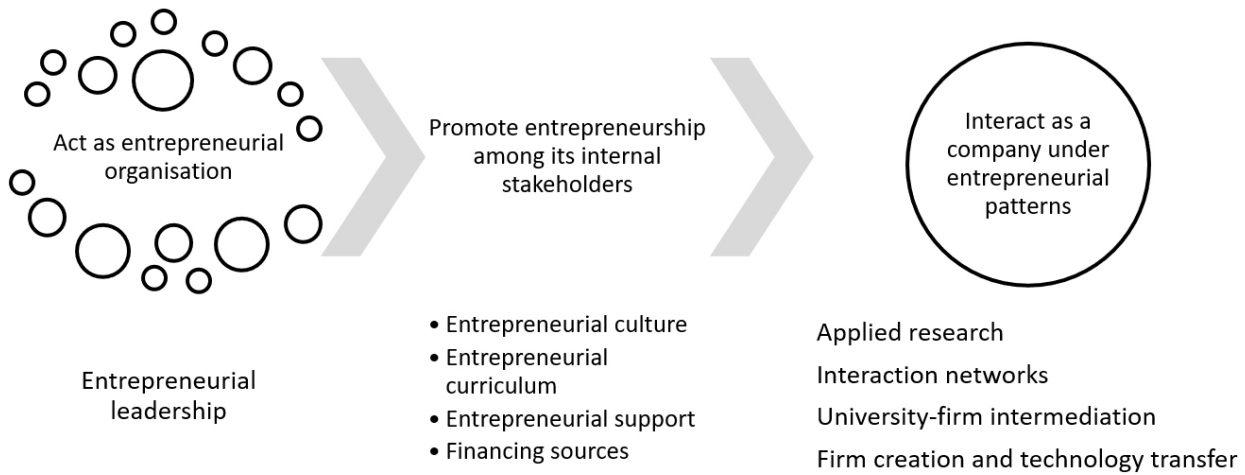 Act as entrepreneurial
organisation
Promote entrepreneurship
among its internal
stakeholders
Interact as a
company under
entrepreneurial
patterns
Entrepreneurial
leadership
• Entrepreneurial culture
• Entrepreneurial
curriculum
• Entrepreneurial support
• Financing sources
Applied research
Interaction networks
University-firm intermediation
Firm creation and technology transfer